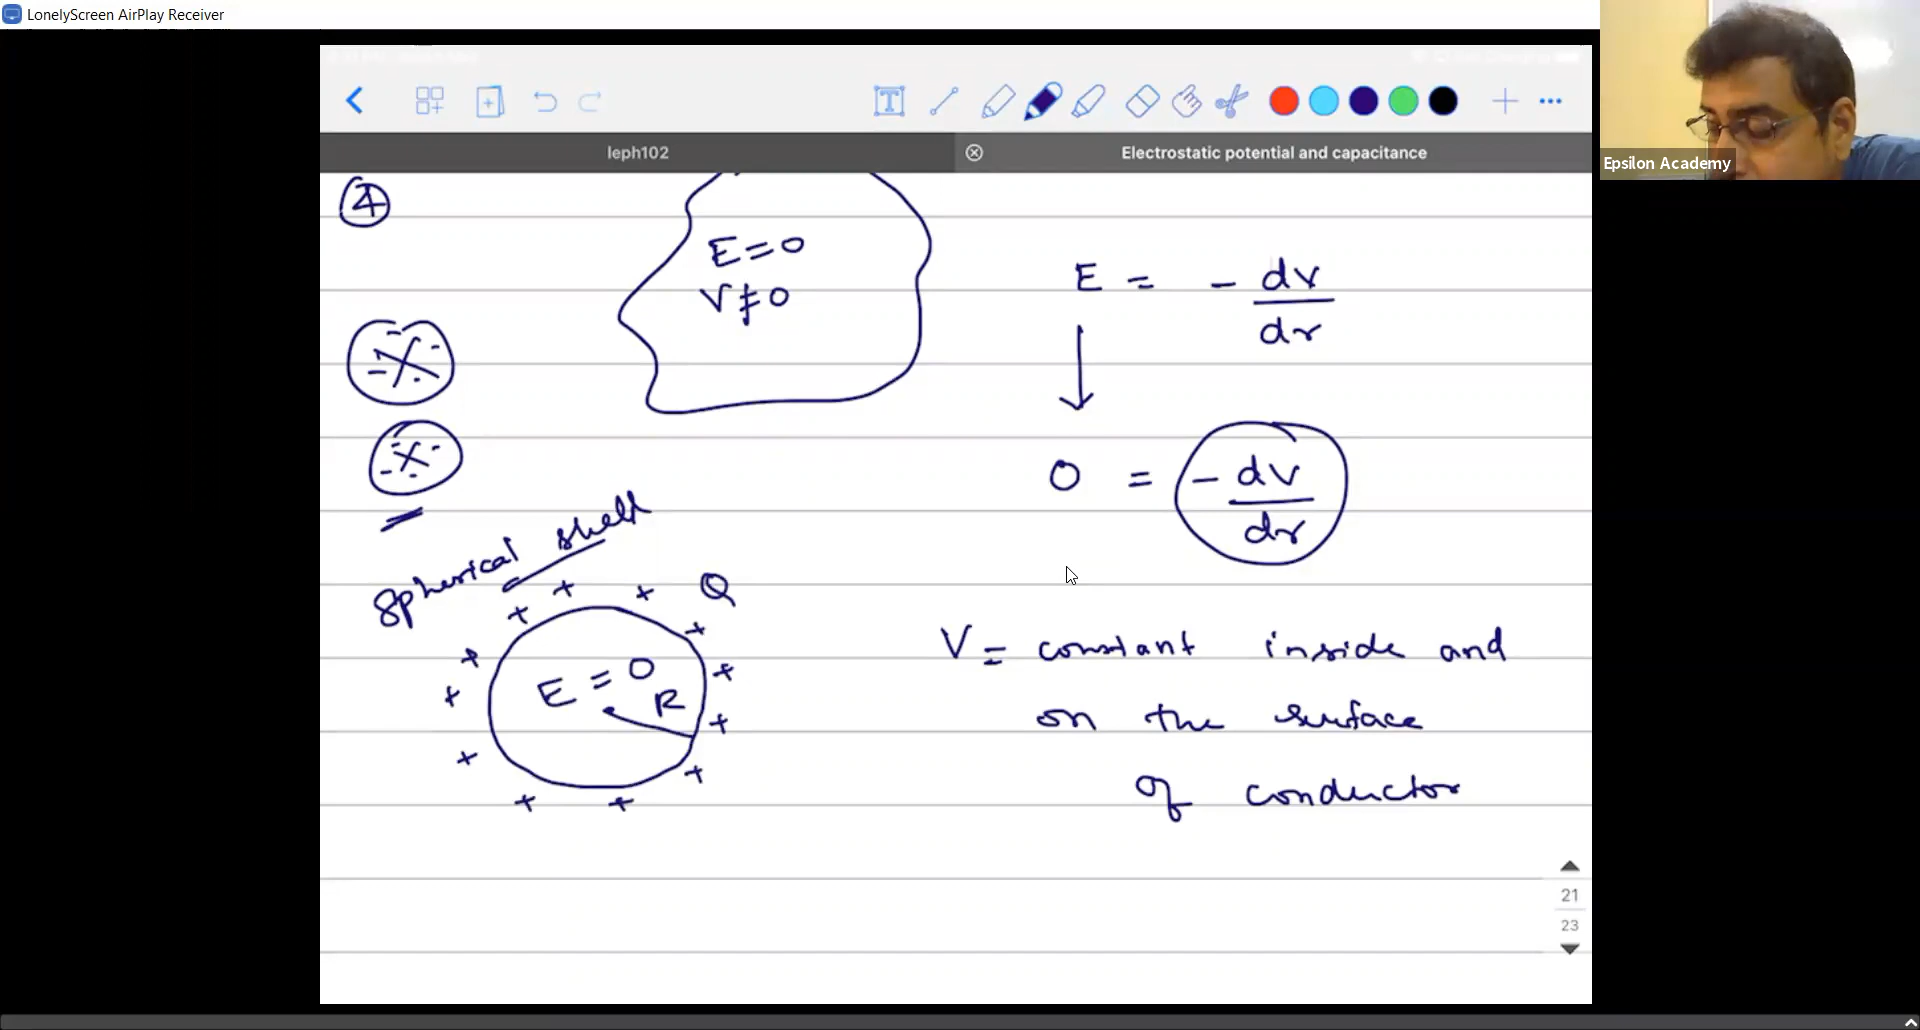 LonelyScreen AirPlay Receiver
T
leph102
Electrostatic potential and capacitance
Epsilon Academy
④
E = 0
V ≠ 0
E = - dv/dr
0 = - dv/dr
Spherical shell
Q
E = 0
R
V = constant inside and
on the surface
of conductor
+ + + + + + + + + + + + +
21
23